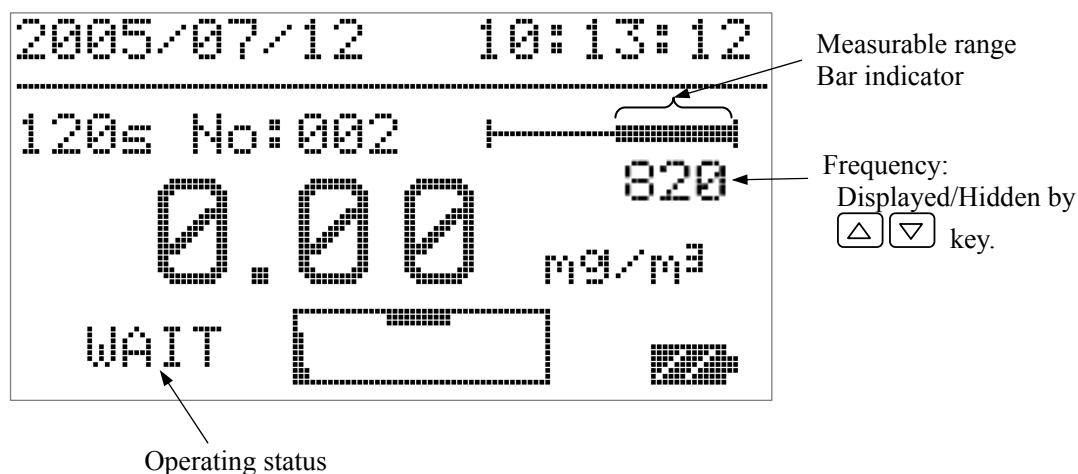 2005/07/12 10:13:12
Measurable range
Bar indicator
120s No:002
820
Frequency:
Displayed/Hidden by
△ ▽ key.
0.00 mg/m³
WAIT
Operating status